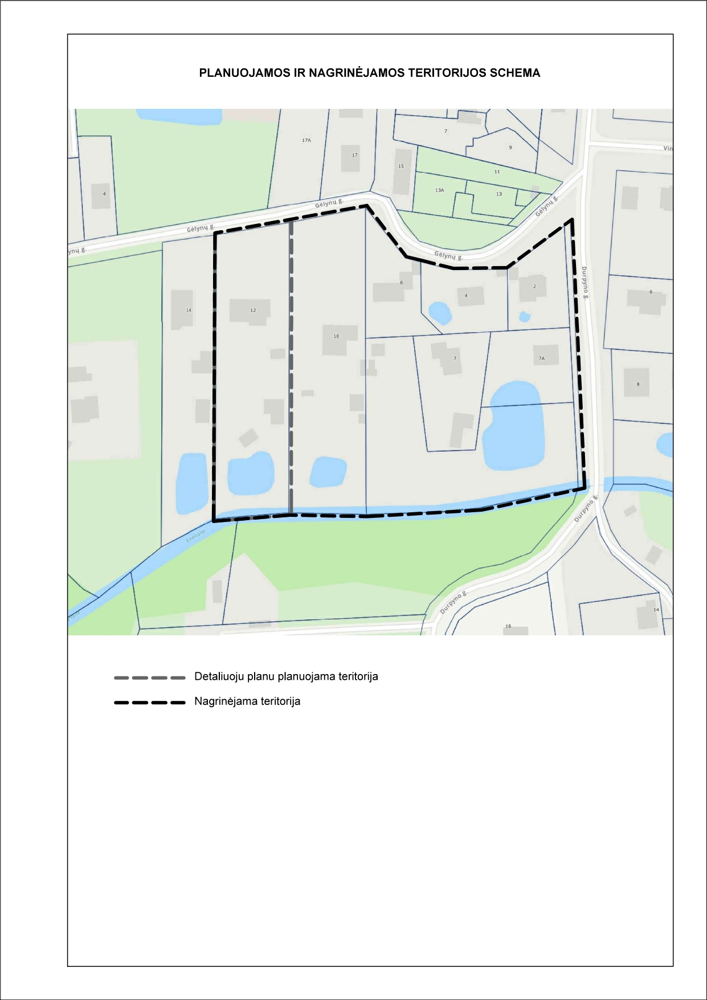 PLANUOJAMOS IR NAGRINĖJAMOS TERITORIJOS SCHEMA
17A
17
15
7
9
11
13A
13
Vin
4
Gėlynų g.
Gėlynų g.
Gėlynų g.
ynų g.
Gėlynų g.
Durpyno g.
14
12
10
6
4
2
6
7
7A
8
Smeltaitė
Durpyno g.
Durpyno g.
14
16
Detaliuoju planu planuojama teritorija
Nagrinėjama teritorija